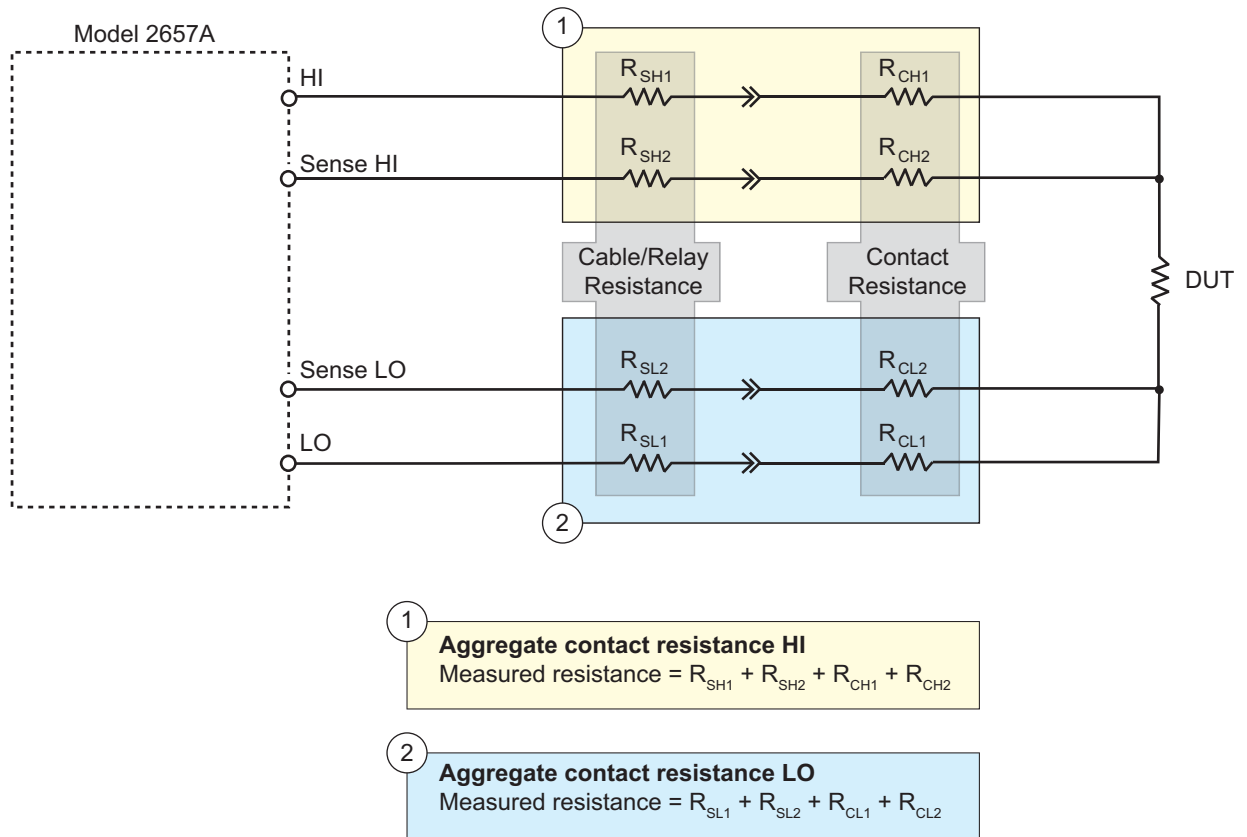 Model 2657A
1
HI
R_SH1
R_CH1
Sense HI
R_SH2
R_CH2
Cable/Relay
Resistance
Contact
Resistance
DUT
Sense LO
R_SL2
R_CL2
LO
R_SL1
R_CL1
2
1
Aggregate contact resistance HI
Measured resistance = R_SH1 + R_SH2 + R_CH1 + R_CH2
2
Aggregate contact resistance LO
Measured resistance = R_SL1 + R_SL2 + R_CL1 + R_CL2